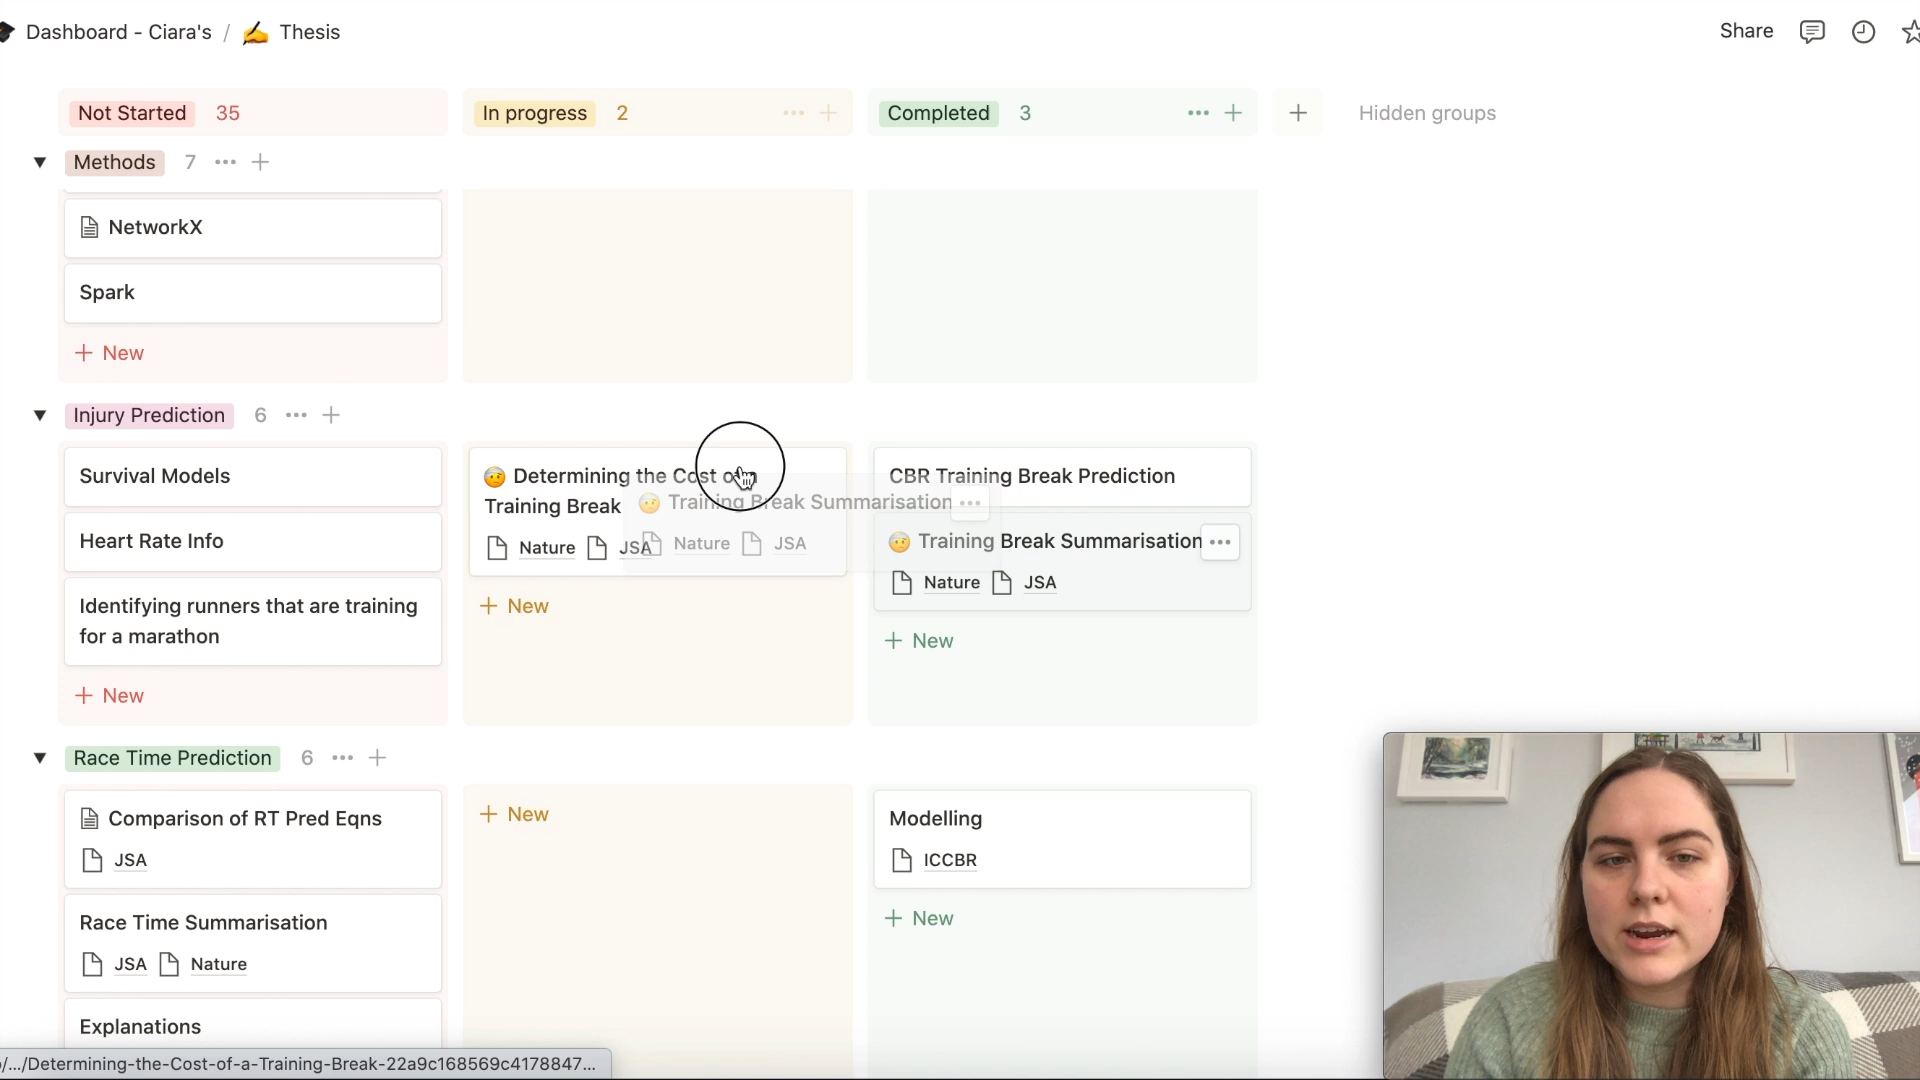 Dashboard - Ciara's / Thesis
Share
Not Started 35
In progress 2
Completed 3
Hidden groups
Methods 7
NetworkX
Spark
New
Injury Prediction 6
Survival Models
Heart Rate Info
Identifying runners that are training
for a marathon
New
Determining the Cost of a
Training Break
Nature JSA
New
Training Break Summarisation
Nature JSA
CBR Training Break Prediction
Training Break Summarisation
Nature JSA
New
Race Time Prediction 6
Comparison of RT Pred Eqns
JSA
Race Time Summarisation
JSA Nature
Explanations
New
Modelling
ICCBR
New
/.../Determining-the-Cost-of-a-Training-Break-22a9c168569c4178847...